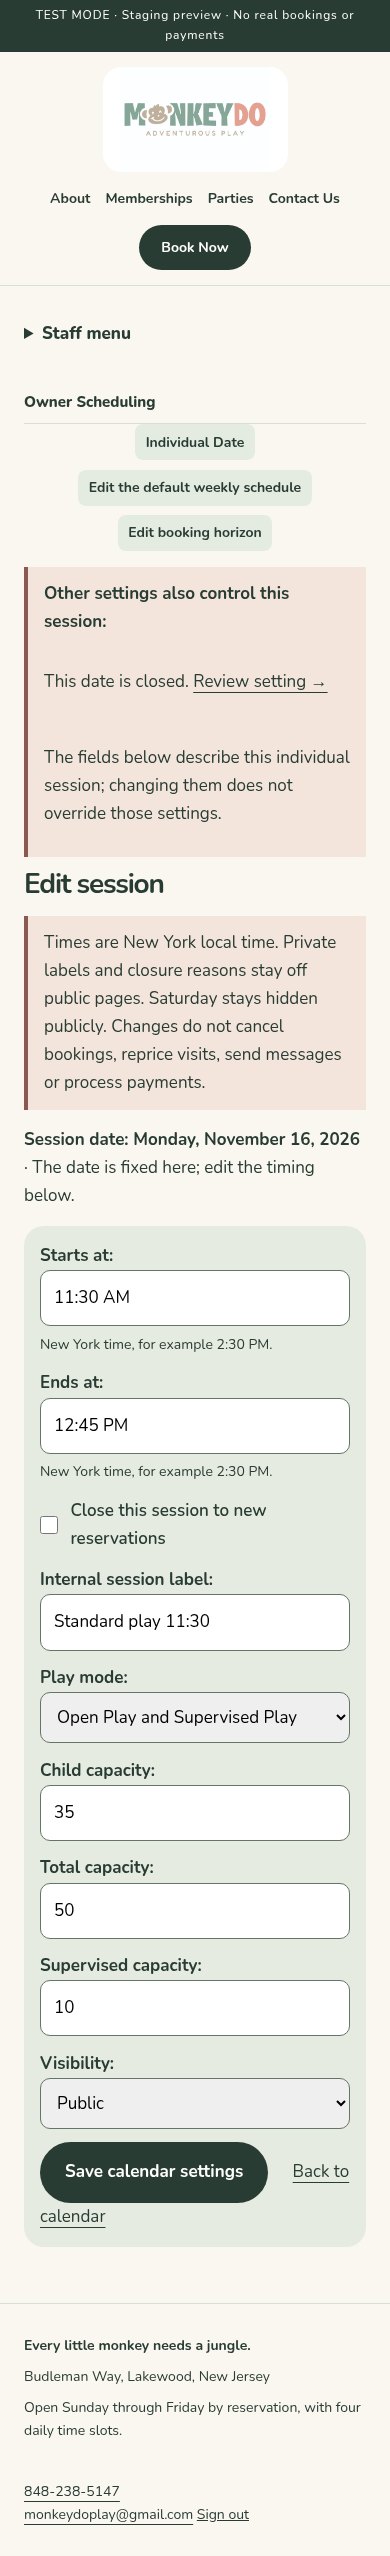 TEST MODE · Staging preview · No real bookings or
payments
MONKEYDO
ADVENTUROUS PLAY
About Memberships Parties Contact Us
Book Now
▶ Staff menu
Owner Scheduling
Individual Date
Edit the default weekly schedule
Edit booking horizon
Other settings also control this
session:
This date is closed. Review setting →
The fields below describe this individual
session; changing them does not
override those settings.
Edit session
Times are New York local time. Private
labels and closure reasons stay off
public pages. Saturday stays hidden
publicly. Changes do not cancel
bookings, reprice visits, send messages
or process payments.
Session date: Monday, November 16, 2026
· The date is fixed here; edit the timing
below.
Starts at:
11:30 AM
New York time, for example 2:30 PM.
Ends at:
12:45 PM
New York time, for example 2:30 PM.
Close this session to new
reservations
Internal session label:
Standard play 11:30
Play mode:
Open Play and Supervised Play
Child capacity:
35
Total capacity:
50
Supervised capacity:
10
Visibility:
Public
Save calendar settings Back to
calendar
Every little monkey needs a jungle.
Budleman Way, Lakewood, New Jersey
Open Sunday through Friday by reservation, with four
daily time slots.
848-238-5147
monkeydoplay@gmail.com Sign out